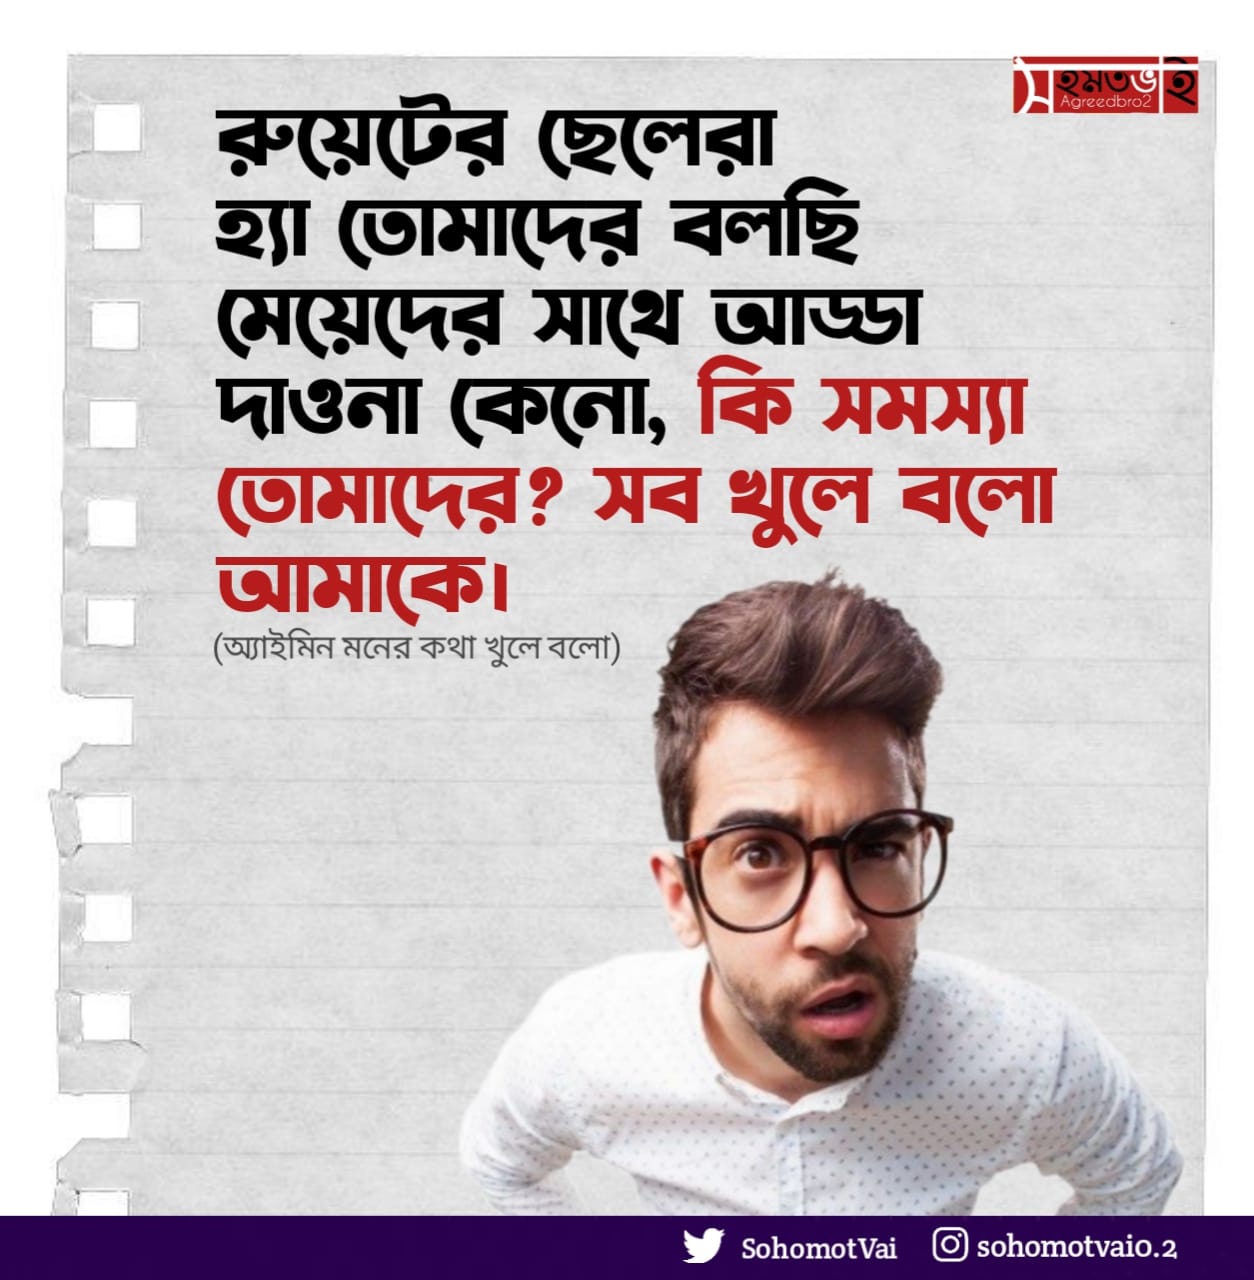 সহমতভাই
Agreedbro2
রুয়েটের ছেলেরা
হ্যা তোমাদের বলছি
মেয়েদের সাথে আড্ডা
দাওনা কেনো, কি সমস্যা
তোমাদের? সব খুলে বলো
আমাকে।
(অ্যাইমিন মনের কথা খুলে বলো)
SohomotVai
sohomotvaio.2